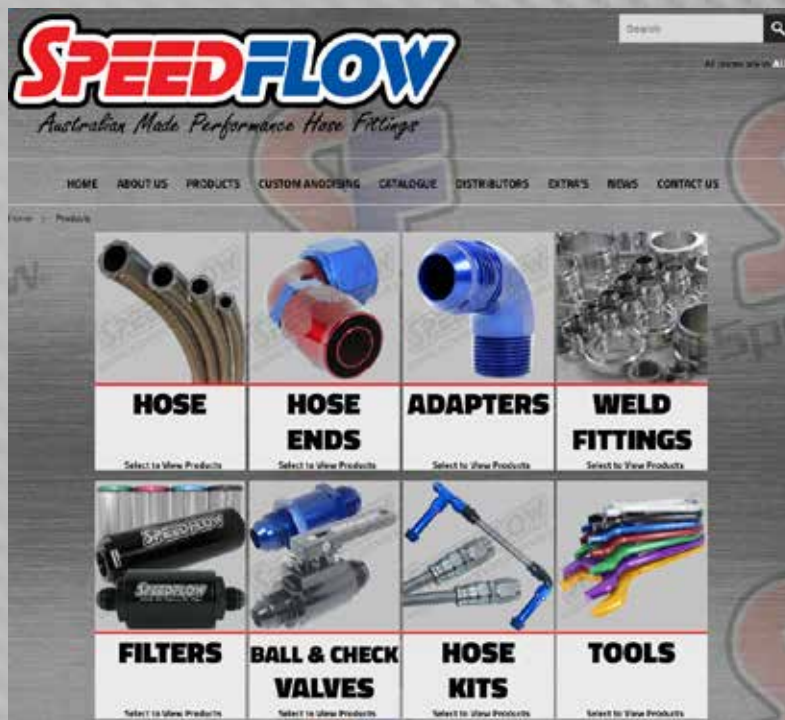 SPEEDFLOW
Australian Made Performance Hose Fittings
Search
HOME ABOUT US PRODUCTS CUSTOM ANODISING CATALOGUE DISTRIBUTORS EXTRA'S NEWS CONTACT US
Home > Products
HOSE
Select to View Products
HOSE
ENDS
Select to View Products
ADAPTERS
Select to View Products
WELD
FITTINGS
Select to View Products
SPEEDFLOW
SPEEDFLOW
FILTERS
Select to View Products
BALL & CHECK
VALVES
Select to View Products
HOSE
KITS
Select to View Products
TOOLS
Select to View Products